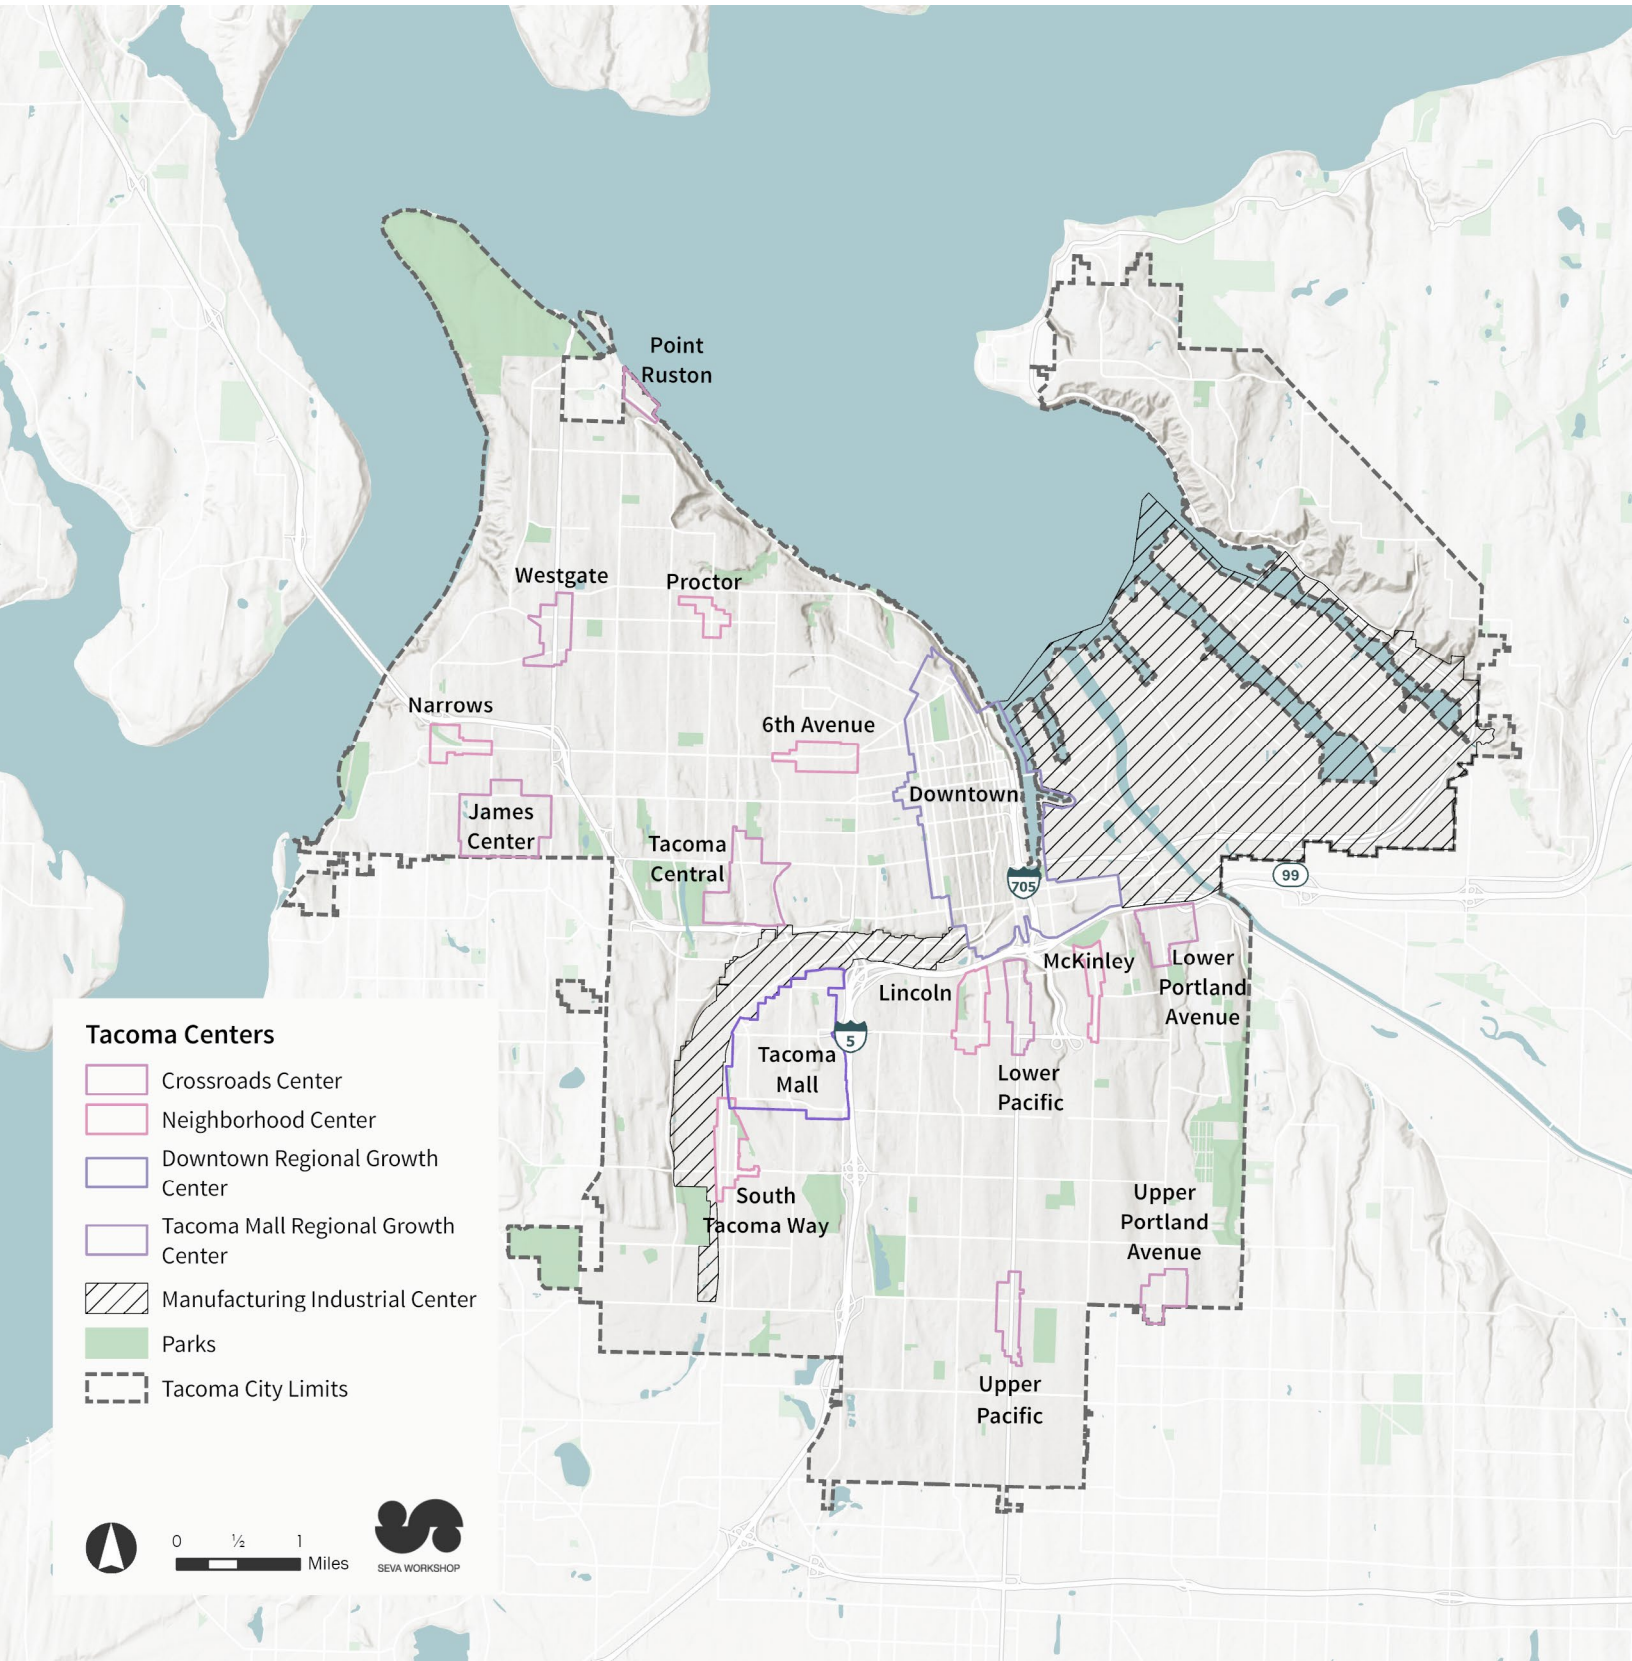 Point
Ruston
Westgate
Proctor
Narrows
6th Avenue
Downtown
James
Center
Tacoma
Central
705
99
McKinley
Lower
Portland
Avenue
Lincoln
5
Tacoma
Mall
Lower
Pacific
South
Tacoma Way
Upper
Portland
Avenue
Upper
Pacific
Tacoma Centers
Crossroads Center
Neighborhood Center
Downtown Regional Growth
Center
Tacoma Mall Regional Growth
Center
Manufacturing Industrial Center
Parks
Tacoma City Limits
0 ½ 1
Miles
SEVA WORKSHOP